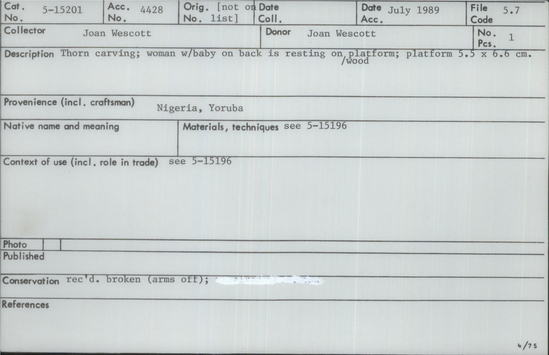 Cat. No. 5-15201 Acc. No. 4428 Orig. No. [not on list] Date Coll. Date Acc. July 1989 File Code 5.7
Collector Joan Wescott Donor Joan Wescott No. Pcs. 1
Description Thorn carving; woman w/baby on back is resting on platform; platform 5.5 x 6.6 cm.
/wood
Provenience (incl. craftsman) Nigeria, Yoruba
Native name and meaning Materials, techniques see 5-15196
Context of use (incl. role in trade) see 5-15196
Photo
Published
Conservation rec'd. broken (arms off);
References
4/75